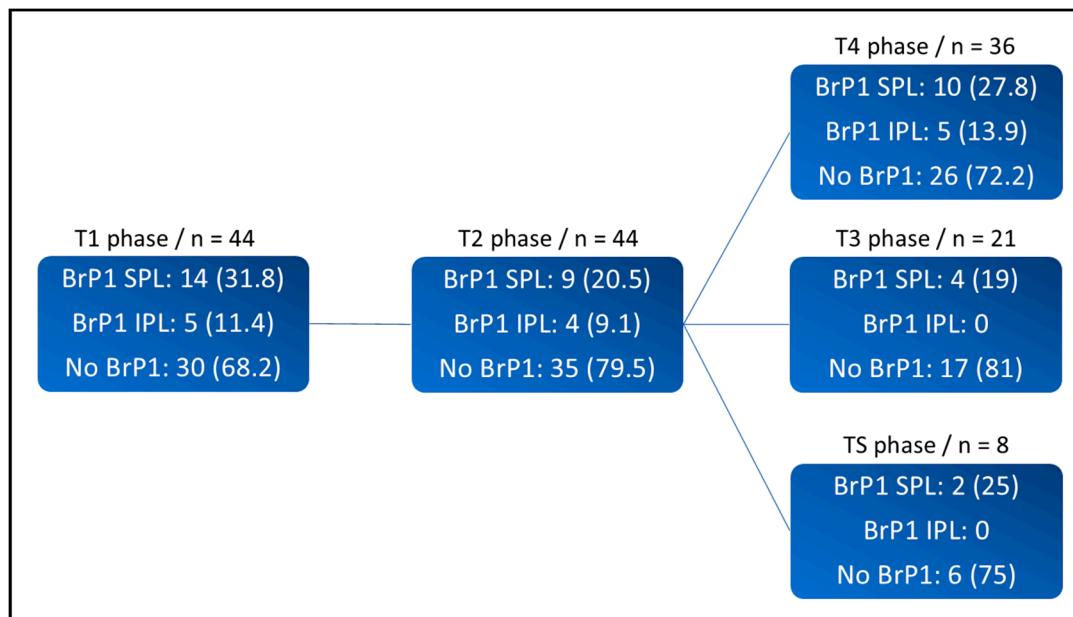 T1 phase / n = 44
BrP1 SPL: 14 (31.8)
BrP1 IPL: 5 (11.4)
No BrP1: 30 (68.2)
T2 phase / n = 44
BrP1 SPL: 9 (20.5)
BrP1 IPL: 4 (9.1)
No BrP1: 35 (79.5)
T4 phase / n = 36
BrP1 SPL: 10 (27.8)
BrP1 IPL: 5 (13.9)
No BrP1: 26 (72.2)
T3 phase / n = 21
BrP1 SPL: 4 (19)
BrP1 IPL: 0
No BrP1: 17 (81)
TS phase / n = 8
BrP1 SPL: 2 (25)
BrP1 IPL: 0
No BrP1: 6 (75)